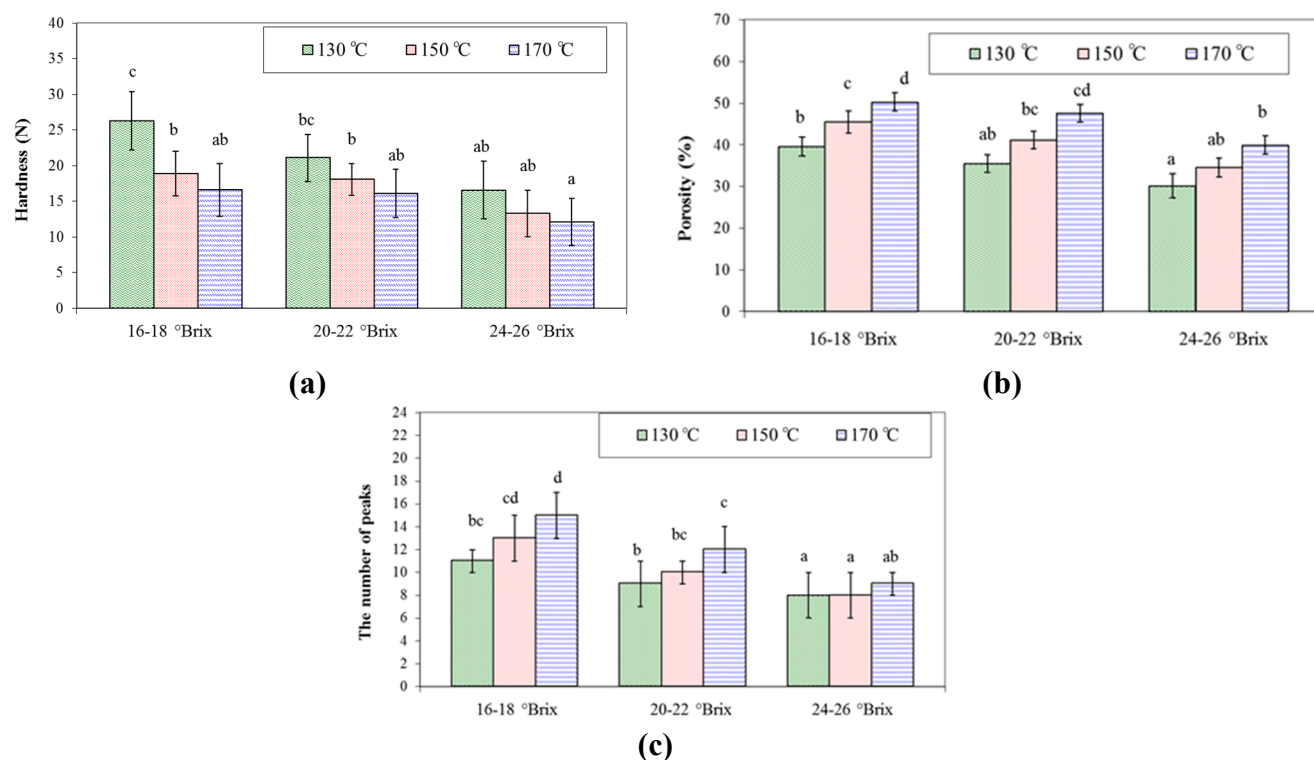 40
35
30
25
20
15
10
5
0
Hardness (N)
130 ℃ 150 ℃ 170 ℃
c b ab
bc b ab
ab ab a
16-18 °Brix 20-22 °Brix 24-26 °Brix
(a)
70
60
50
40
30
20
10
0
Porosity (%)
130 ℃ 150 ℃ 170 ℃
b c d
ab bc cd
a ab b
16-18 °Brix 20-22 °Brix 24-26 °Brix
(b)
24
22
20
18
16
14
12
10
8
6
4
2
0
The number of peaks
130 ℃ 150 ℃ 170 ℃
bc cd d
b bc c
a a ab
16-18 °Brix 20-22 °Brix 24-26 °Brix
(c)